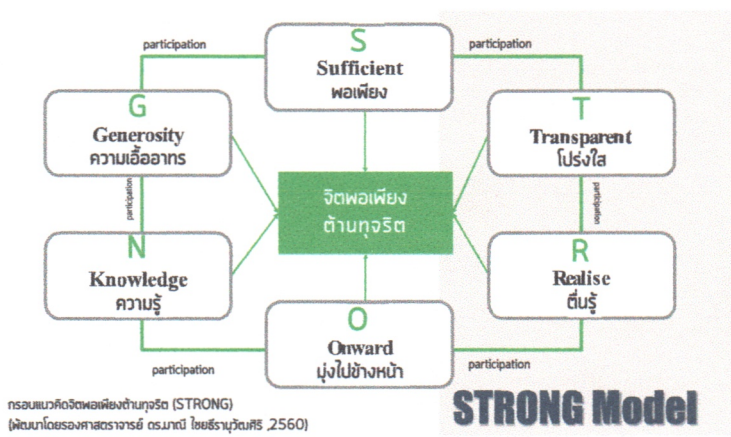 participation
participation
S
Sufficient
พอเพียง
G
Generosity
ความเอื้ออาทร
T
Transparent
โปร่งใส
participation
จิตพอเพียง
ต้านทุจริต
participation
N
Knowledge
ความรู้
R
Realise
ตื่นรู้
O
Onward
มุ่งไปข้างหน้า
participation
participation
กรอบแนวคิดจิตพอเพียงต้านทุจริต (STRONG)
(พัฒนาโดยรองศาสตราจารย์ ดร.มาณี ไชยธีรานุวัฒศิริ ,2560)
STRONG Model